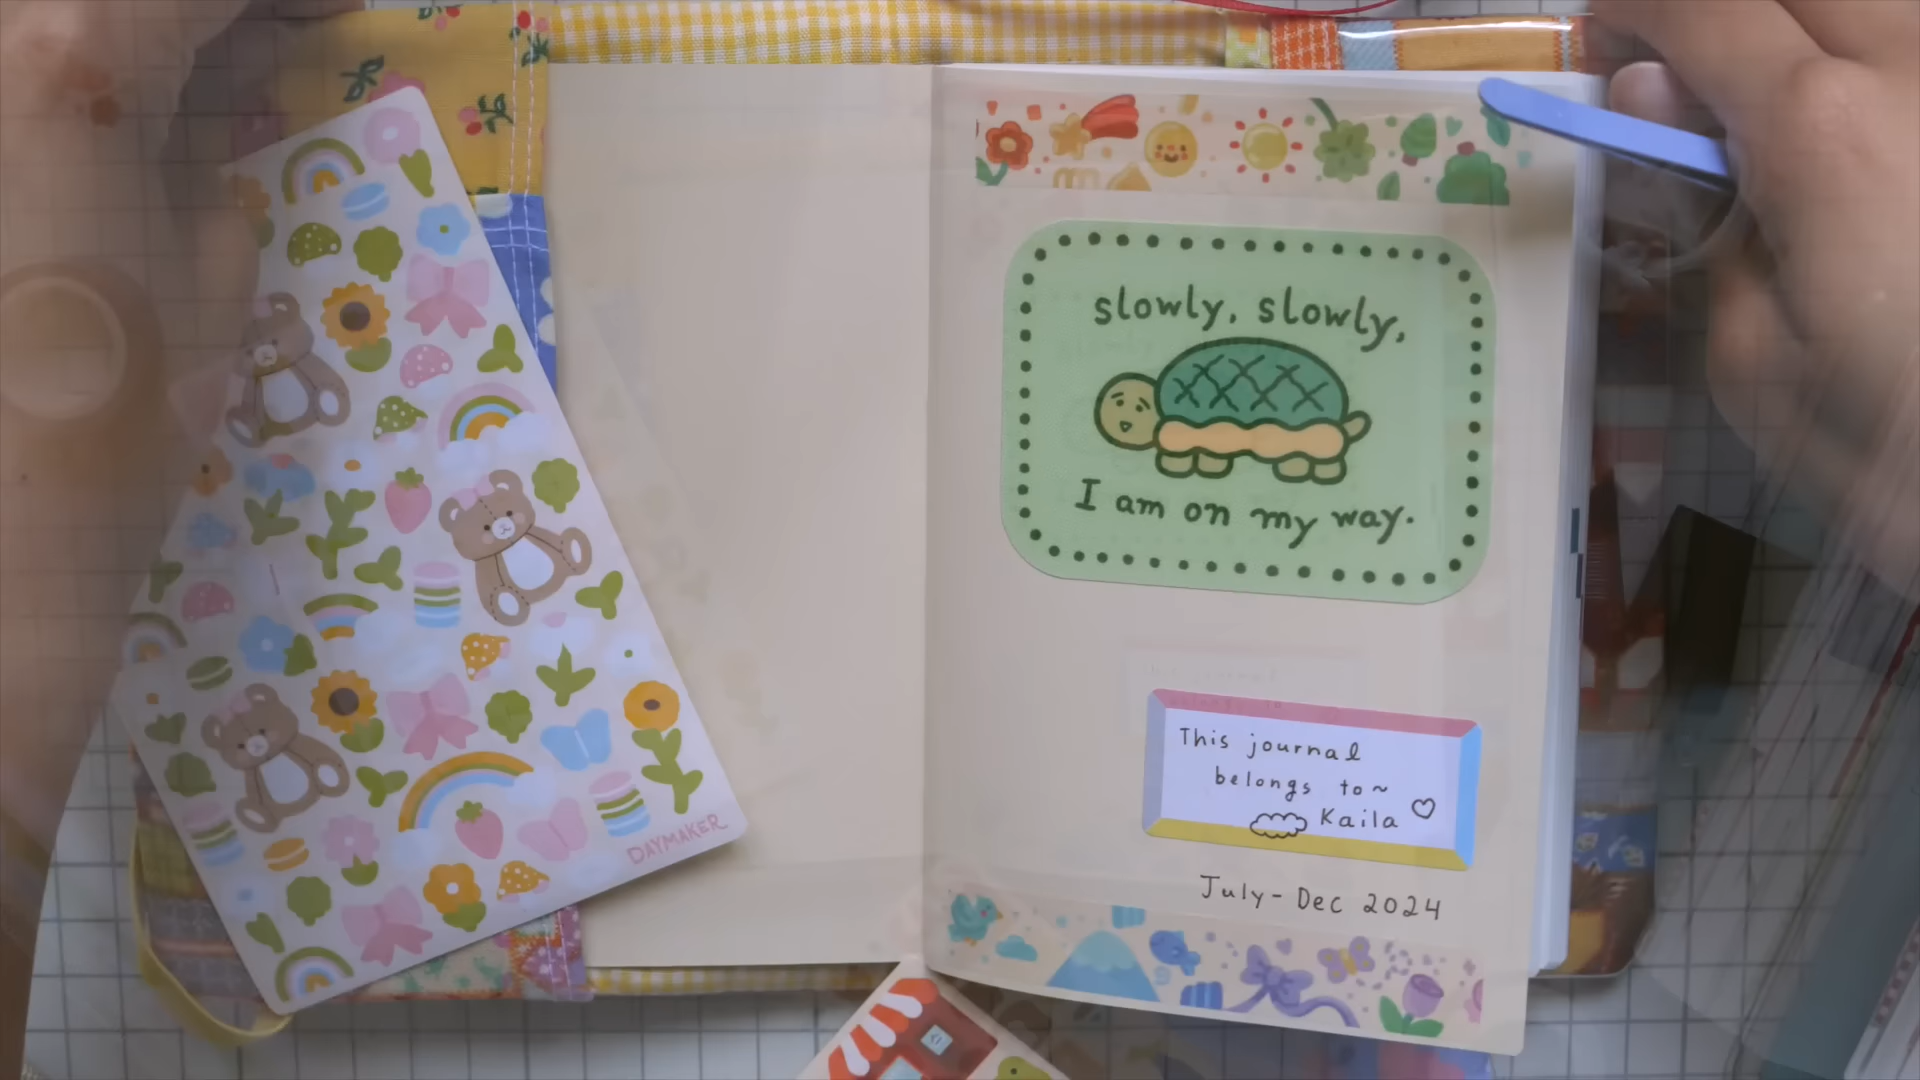 slowly, slowly,
I am on my way.
This journal
belongs to~
Kaila
July - Dec 2024
DAYMAKER